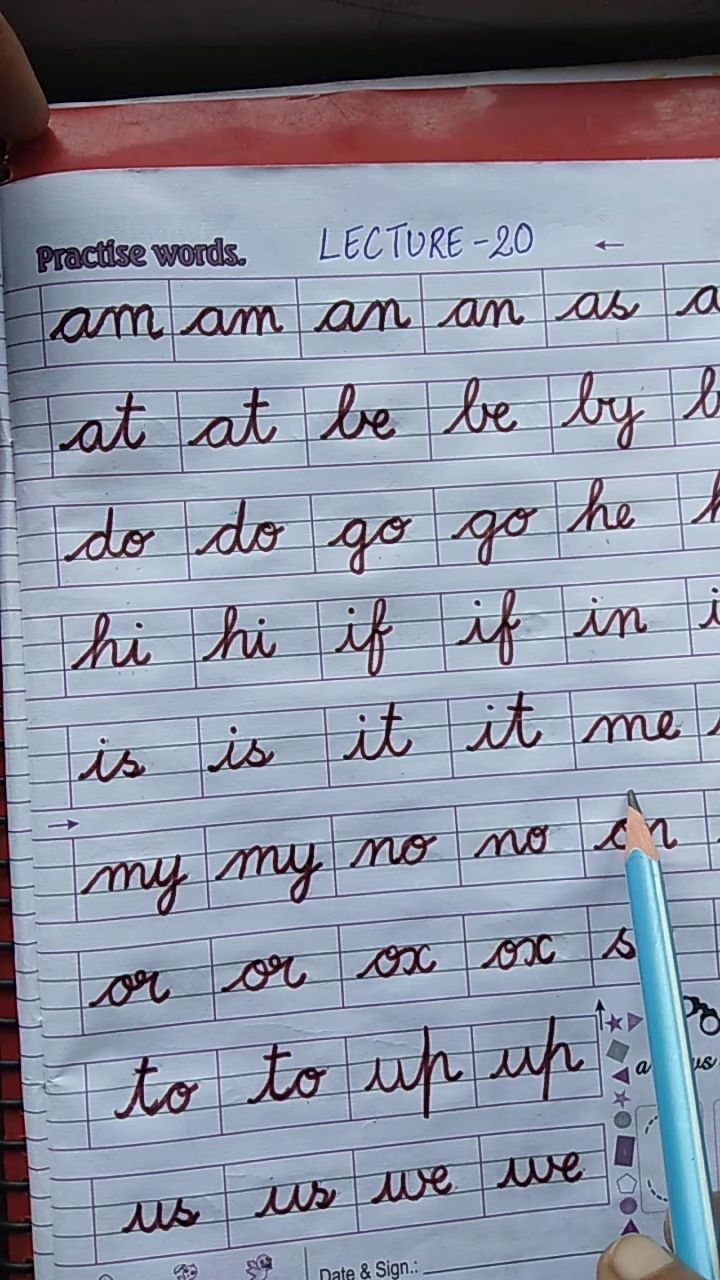 Practise words. LECTURE-20 ←
am am an an as
at at be be by
do do go go he
hi hi if if in
is is it it me
→
my my no no on
or or ox ox
to to up up
us us we we
Date & Sign.: